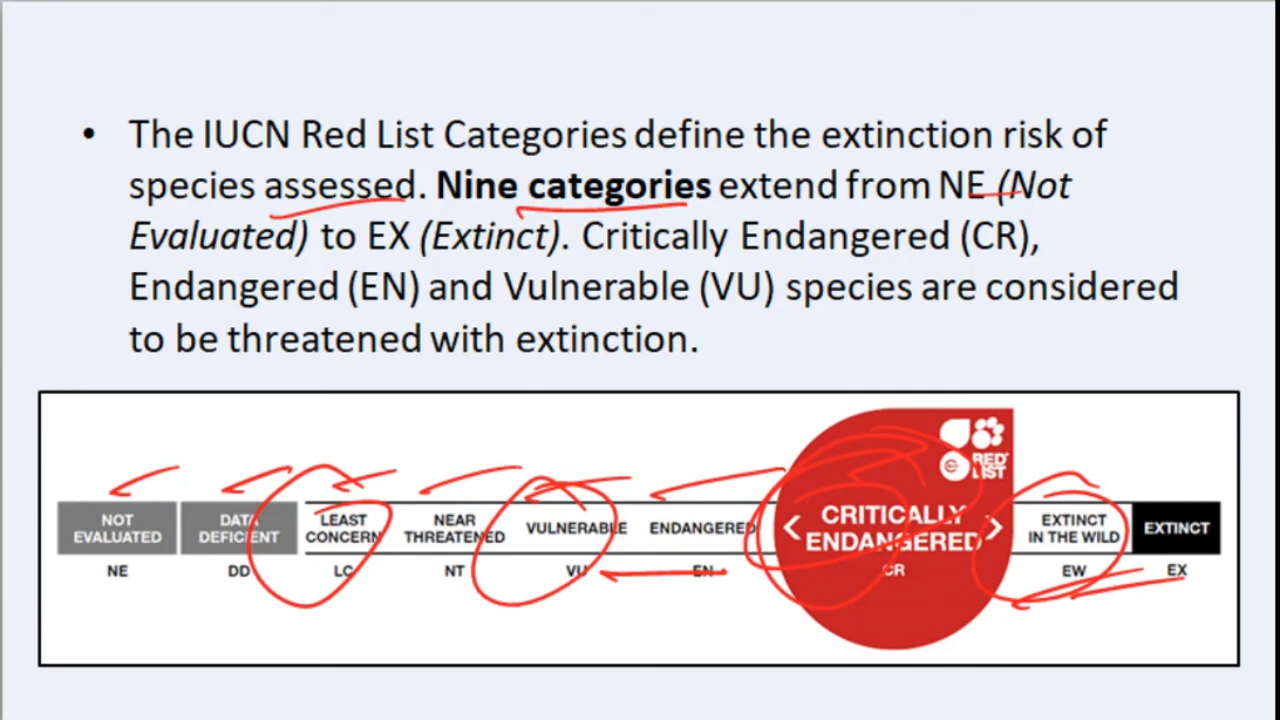 • The IUCN Red List Categories define the extinction risk of
species assessed. Nine categories extend from NE (Not
Evaluated) to EX (Extinct). Critically Endangered (CR),
Endangered (EN) and Vulnerable (VU) species are considered
to be threatened with extinction.
RED
LIST
NOT
EVALUATED
DATA
DEFICIENT
LEAST
CONCERN
NEAR
THREATENED
VULNERABLE
ENDANGERED
< CRITICALLY
ENDANGERED >
EXTINCT
IN THE WILD
EXTINCT
NE
DD
LC
NT
VU
EN
CR
EW
EX